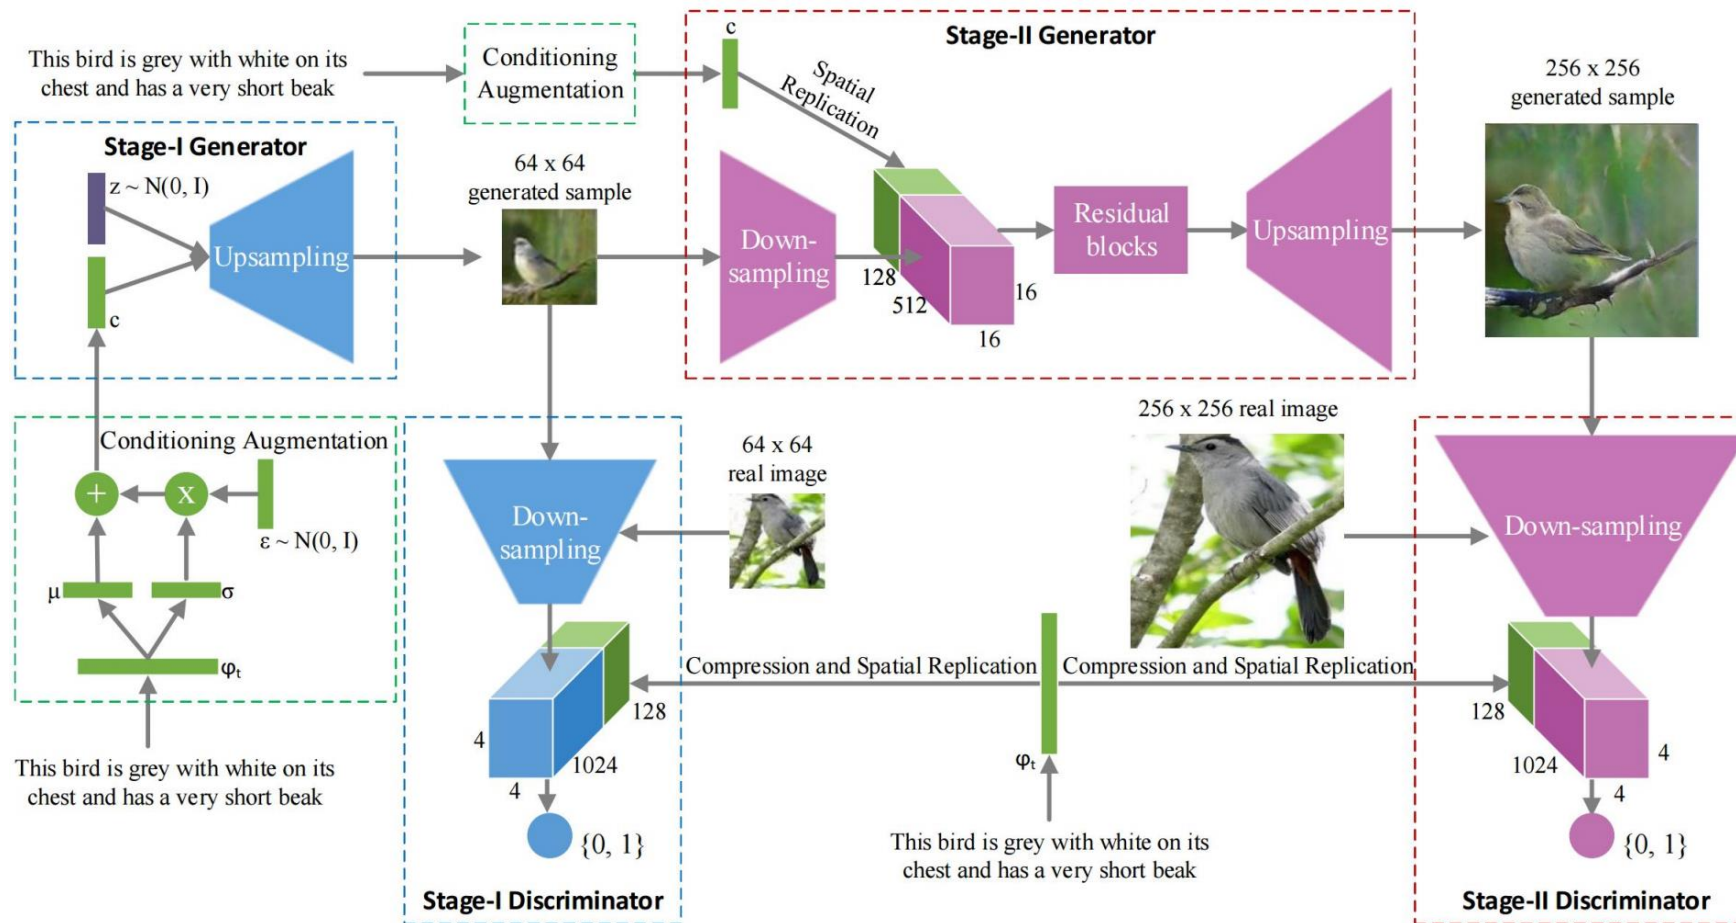 This bird is grey with white on its
chest and has a very short beak
Conditioning
Augmentation
c
Stage-II Generator
Spatial
Replication
256 x 256
generated sample
Stage-I Generator
z ~ N(0, I)
Upsampling
c
64 x 64
generated sample
Down-
sampling
128
512
16
16
Residual
blocks
Upsampling
Conditioning Augmentation
+
x
ε ~ N(0, I)
μ
σ
φt
This bird is grey with white on its
chest and has a very short beak
64 x 64
real image
Down-
sampling
128
1024
4
4
{0, 1}
Stage-I Discriminator
256 x 256 real image
Compression and Spatial Replication
Compression and Spatial Replication
φt
This bird is grey with white on its
chest and has a very short beak
Down-sampling
128
1024
4
4
{0, 1}
Stage-II Discriminator